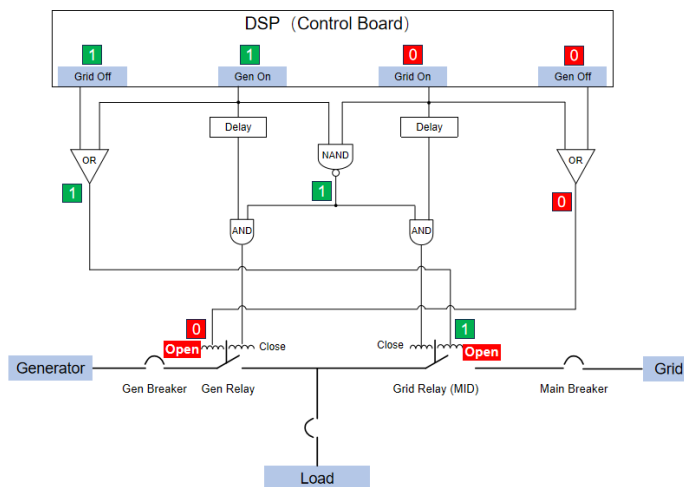 DSP（Control Board）
1
1
0
0
Grid Off
Gen On
Grid On
Gen Off
Delay
Delay
OR
NAND
OR
1
1
0
AND
AND
0
1
Open
Close
Close
Open
Generator
Grid
Gen Breaker
Gen Relay
Grid Relay (MID)
Main Breaker
Load